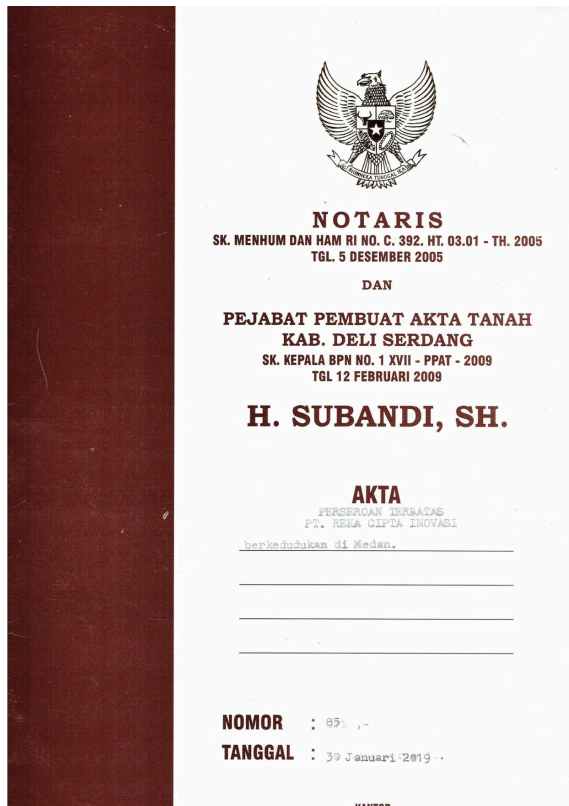 BHINNEKA TUNGGAL IKA
NOTARIS
SK. MENHUM DAN HAM RI NO. C. 392. HT. 03.01 - TH. 2005
TGL. 5 DESEMBER 2005
DAN
PEJABAT PEMBUAT AKTA TANAH
KAB. DELI SERDANG
SK. KEPALA BPN NO. 1 XVII - PPAT - 2009
TGL 12 FEBRUARI 2009
H. SUBANDI, SH.
AKTA
PERSEROAN TERBATAS
PT. REKA CIPTA INOVASI
berkedudukan di Medan.
NOMOR : 85 ,-
TANGGAL : 30 Januari 2019